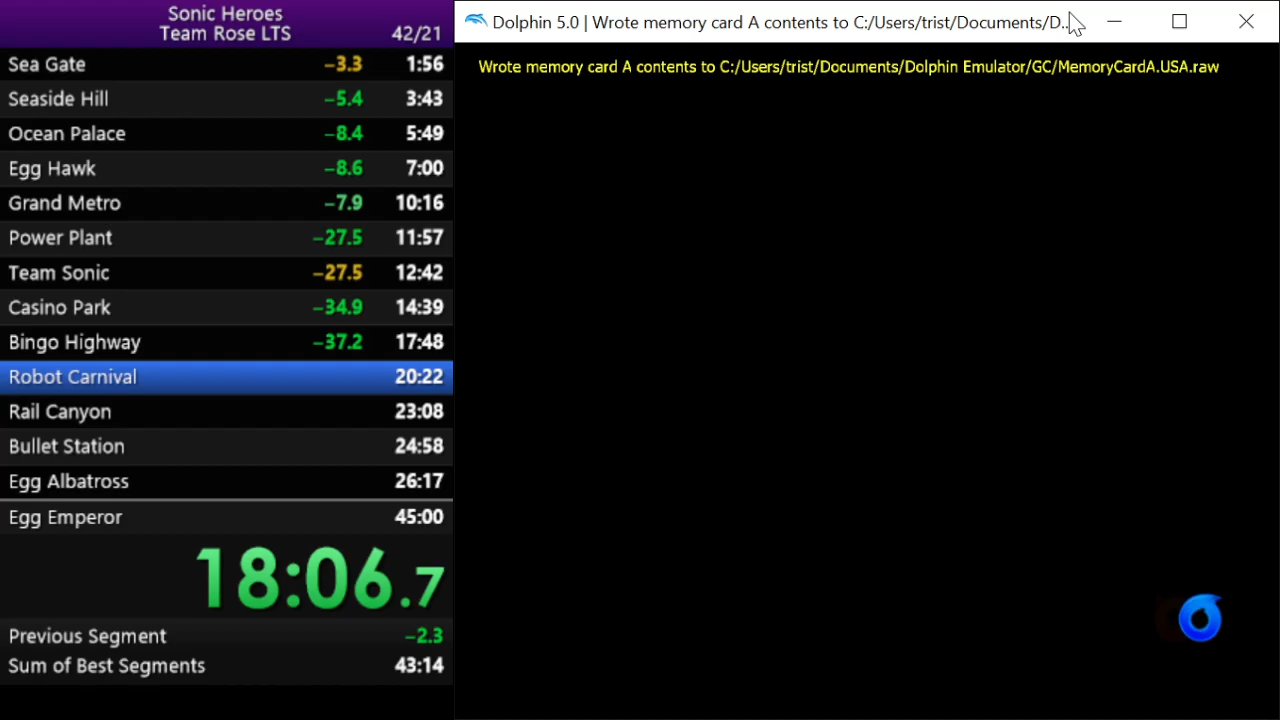 Sonic Heroes
Team Rose LTS 42/21
Sea Gate −3.3 1:56
Seaside Hill −5.4 3:43
Ocean Palace −8.4 5:49
Egg Hawk −8.6 7:00
Grand Metro −7.9 10:16
Power Plant −27.5 11:57
Team Sonic −27.5 12:42
Casino Park −34.9 14:39
Bingo Highway −37.2 17:48
Robot Carnival 20:22
Rail Canyon 23:08
Bullet Station 24:58
Egg Albatross 26:17
Egg Emperor 45:00
18:06.7
Previous Segment −2.3
Sum of Best Segments 43:14
Dolphin 5.0 | Wrote memory card A contents to C:/Users/trist/Documents/D...
Wrote memory card A contents to C:/Users/trist/Documents/Dolphin Emulator/GC/MemoryCardA.USA.raw